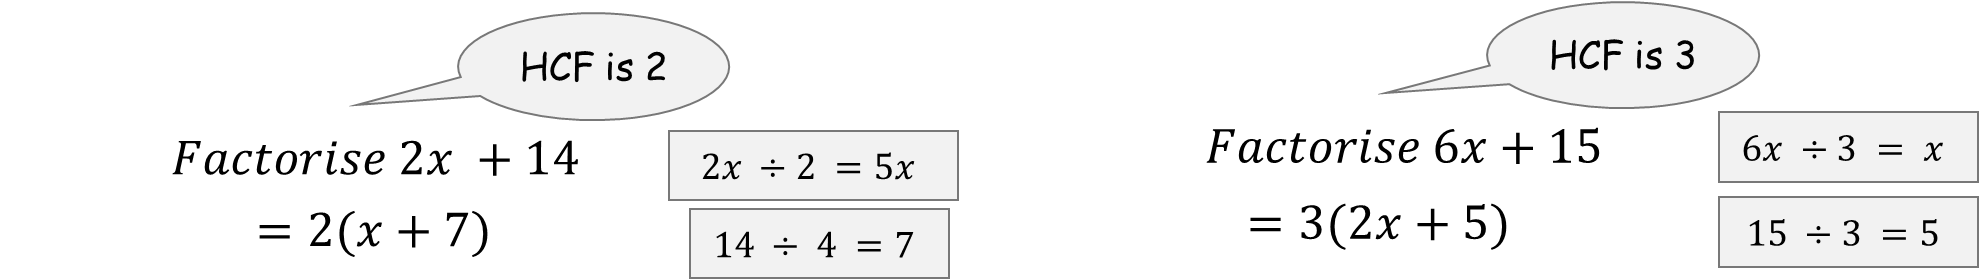 HCF is 2
Factorise 2x + 14
= 2(x + 7)
2x ÷ 2 = 5x
14 ÷ 4 = 7
HCF is 3
Factorise 6x + 15
= 3(2x + 5)
6x ÷ 3 = x
15 ÷ 3 = 5